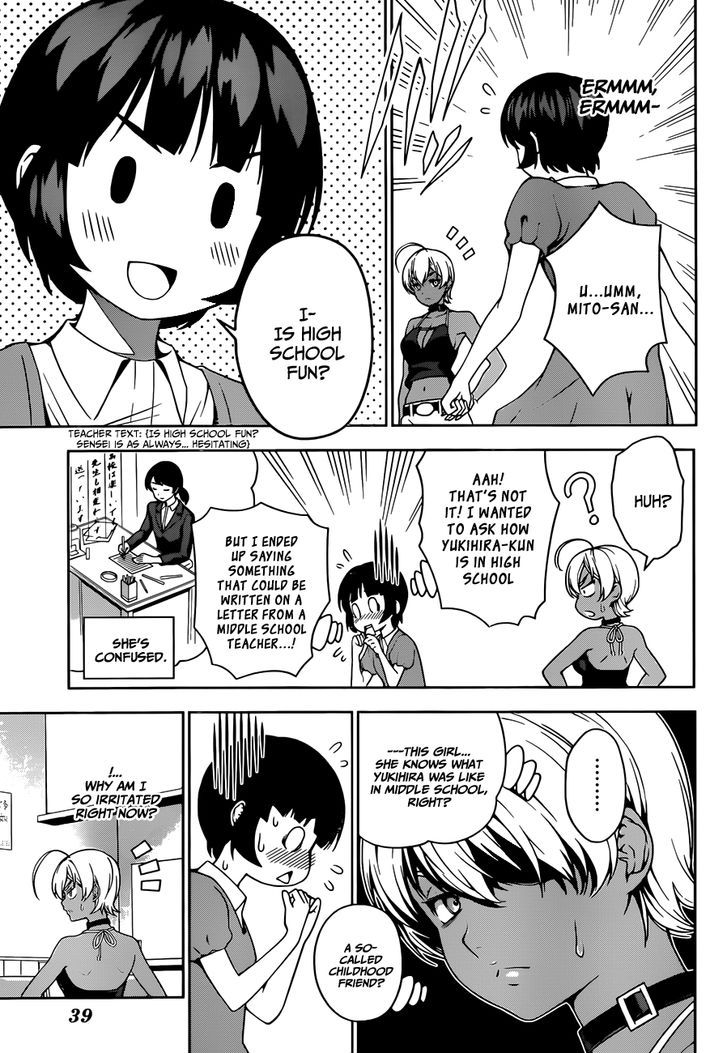 ERMMM,
ERMMM-
U...UMM,
MITO-SAN...
I-
IS HIGH
SCHOOL
FUN?
TEACHER TEXT: {IS HIGH SCHOOL FUN?
SENSEI IS AS ALWAYS... HESITATING}
HUH?
?
AAH!
THAT'S NOT
IT! I WANTED
TO ASK HOW
YUKIHIRA-KUN
IS IN HIGH
SCHOOL
BUT I ENDED
UP SAYING
SOMETHING
THAT COULD BE
WRITTEN ON A
LETTER FROM A
MIDDLE SCHOOL
TEACHER...!
SHE'S
CONFUSED.
........
---THIS GIRL...
SHE KNOWS WHAT
YUKIHIRA WAS LIKE
IN MIDDLE SCHOOL,
RIGHT?
A SO-
CALLED
CHILDHOOD
FRIEND?
!...
WHY AM I
SO IRRITATED
RIGHT NOW?
39